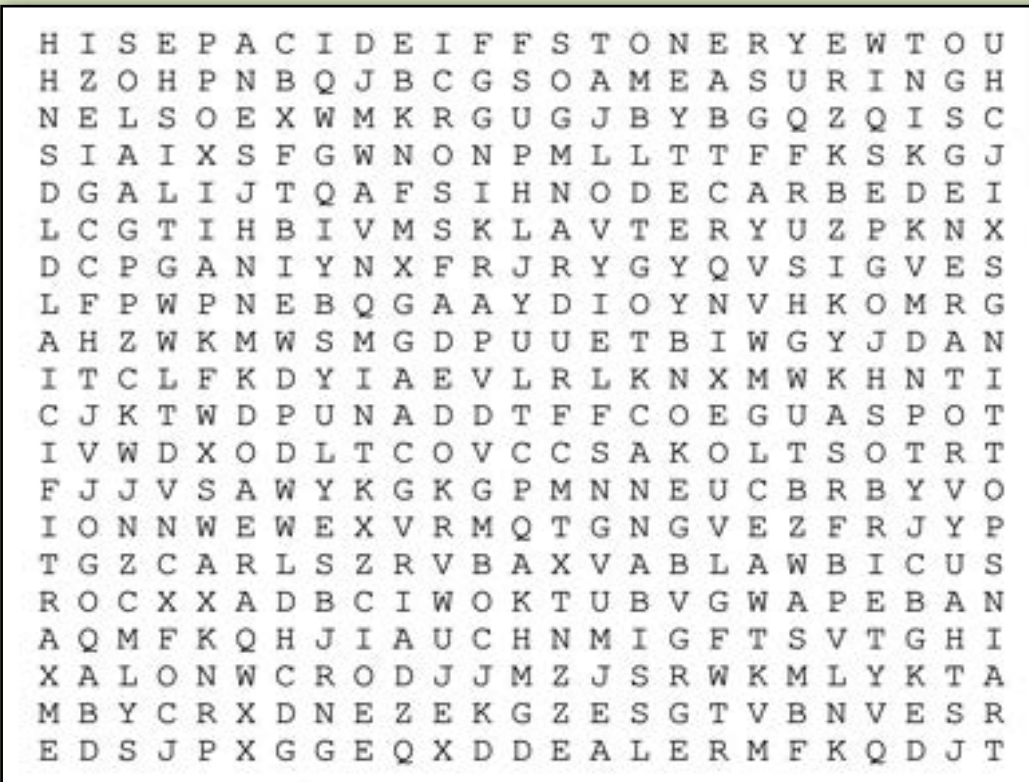 H I S E P A C I D E I F F S T O N E R Y E W T O U
H Z O H P N B Q J B C G S O A M E A S U R I N G H
N E L S O E X W M K R G U G J B Y B G Q Z Q I S C
S I A I X S F G W N O N P M L L T T F F K S K G J
D G A L I J T Q A F S I H N O D E C A R B E D E I
L C G T I H B I V M S K L A V T E R Y U Z P K N X
D C P G A N I Y N X F R J R Y G Y Q V S I G V E S
L F P W P N E B Q G A A Y D I O Y N V H K O M R G
A H Z W K M W S M G D P U U E T B I W G Y J D A N
I T C L F K D Y I A E V L R L K N X M W K H N T I
C J K T W D P U N A D D T F F C O E G U A S P O T
I V W D X O D L T C O V C C S A K O L T S O T R T
F J J V S A W Y K G K G P M N N E U C B R B Y V O
I O N N W E W E X V R M Q T G N G V E Z F R J Y P
T G Z C A R L S Z R V B A X V A B L A W B I C U S
R O C X X A D B C I W O K T U B V G W A P E B A N
A Q M F K Q H J I A U C H N M I G F T S V T G H I
X A L O N W C R O D J J M Z J S R W K M L Y K T A
M B Y C R X D N E Z E K G Z E S G T V B N V E S R
E D S J P X G G E Q X D D E A L E R M F K Q D J T